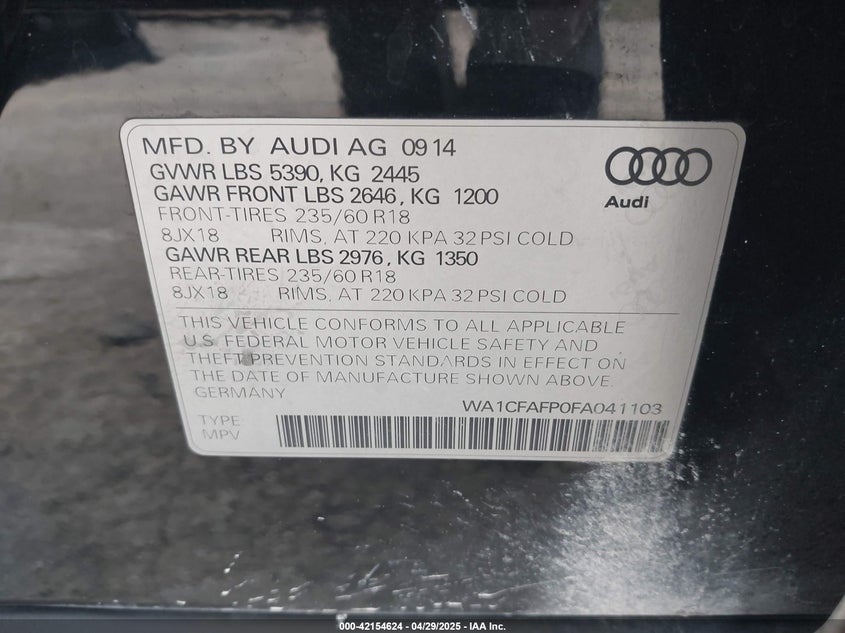 MFD. BY AUDI AG 09 14
GVWR LBS 5390, KG 2445
GAWR FRONT LBS 2646, KG 1200
FRONT-TIRES 235/60 R18
8JX18 RIMS, AT 220 KPA 32 PSI COLD
GAWR REAR LBS 2976, KG 1350
REAR-TIRES 235/60 R18
8JX18 RIMS, AT 220 KPA 32 PSI COLD
Audi
THIS VEHICLE CONFORMS TO ALL APPLICABLE
U.S. FEDERAL MOTOR VEHICLE SAFETY AND
THEFT PREVENTION STANDARDS IN EFFECT ON
THE DATE OF MANUFACTURE SHOWN ABOVE.
GERMANY
WA1CFAFP0FA041103
TYPE
MPV
000-42154624 - 04/29/2025 - IAA Inc.